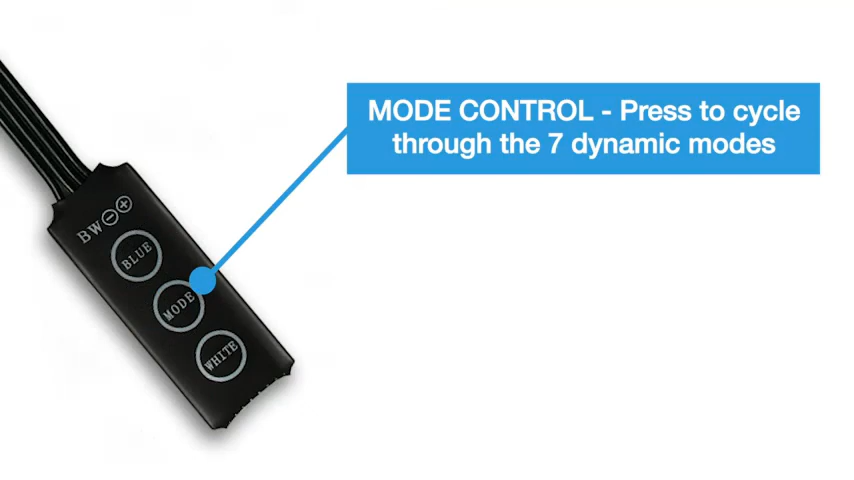 MODE CONTROL - Press to cycle
through the 7 dynamic modes
BW⊖⊕
BLUE
MODE
WHITE